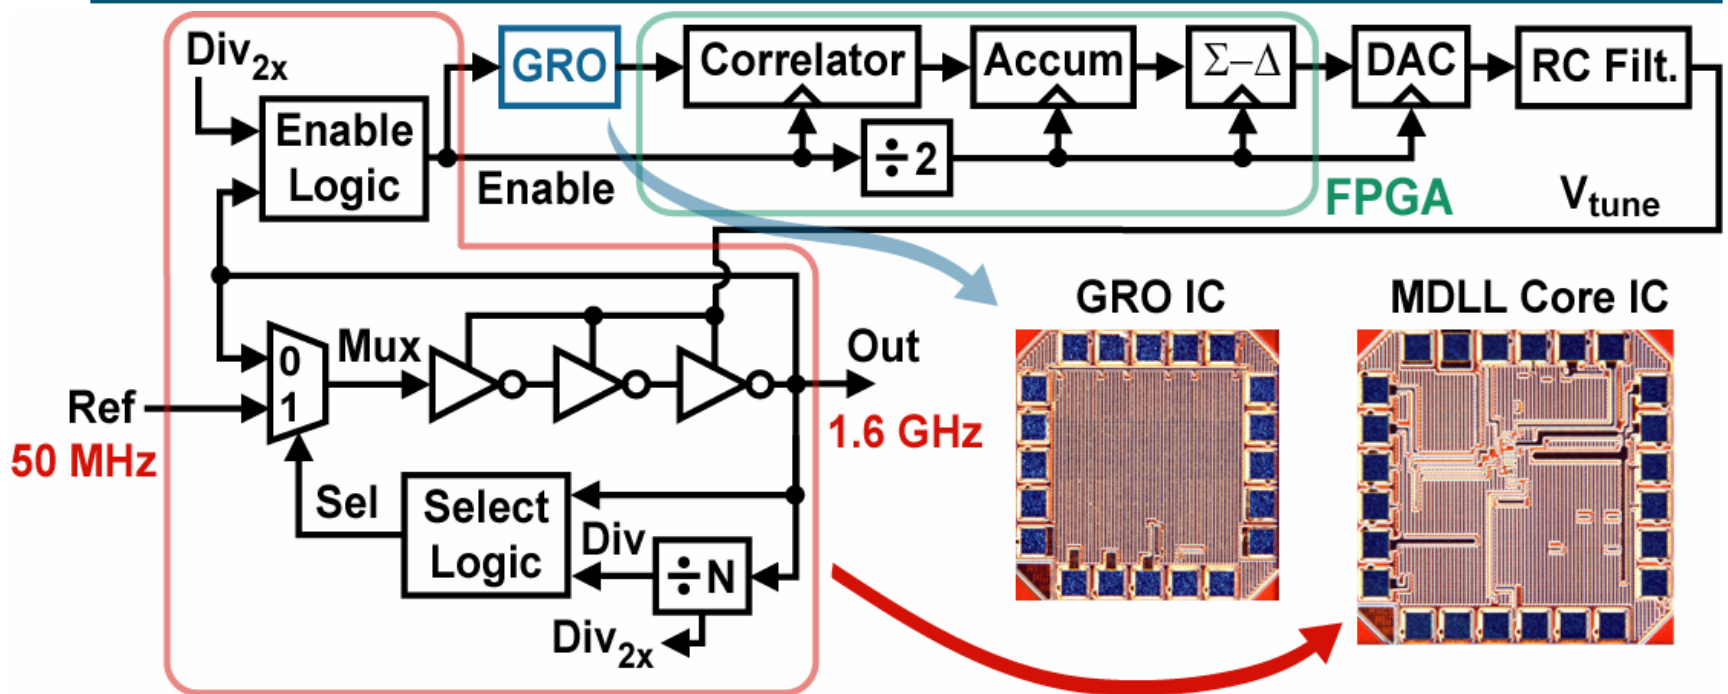 Div2x
Enable
Logic
GRO
Correlator
Accum
Σ–Δ
DAC
RC Filt.
÷2
Enable
FPGA
Vtune
GRO IC
MDLL Core IC
Ref
50 MHz
0
1
Mux
Out
1.6 GHz
Sel
Select
Logic
Div
÷N
Div2x